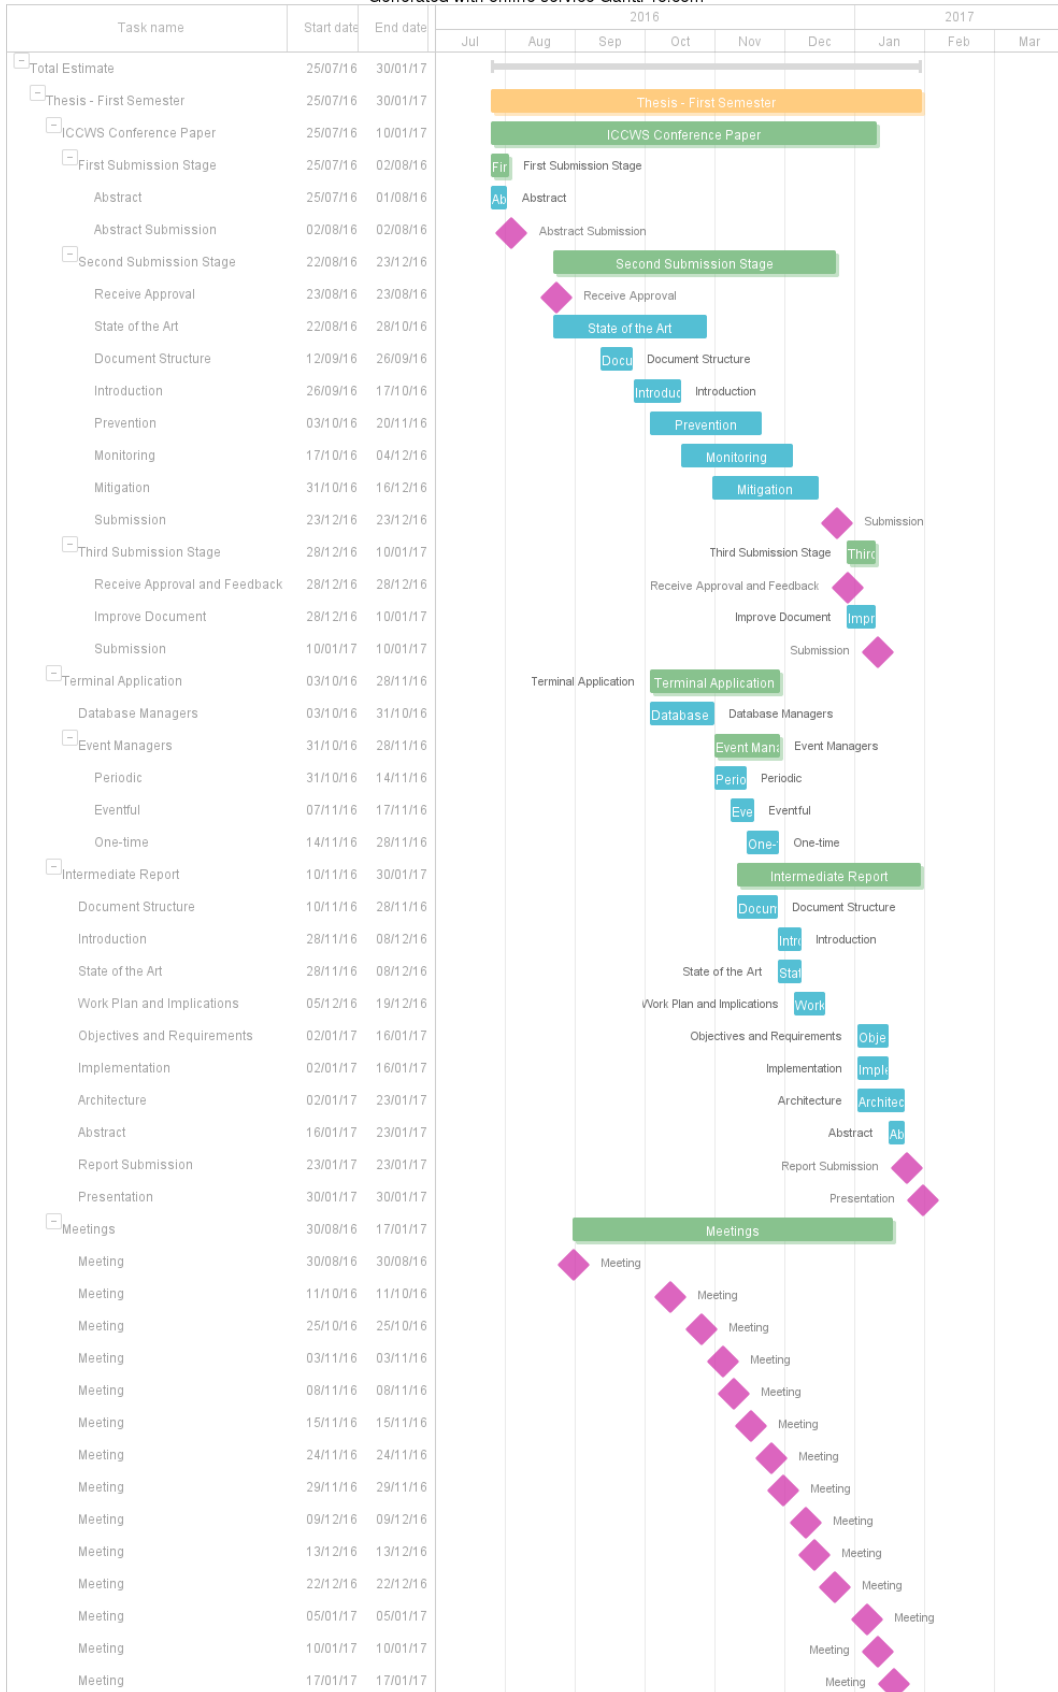 Generated with online service GanttPro.com
Task name Start date End date 2016 2017
Jul Aug Sep Oct Nov Dec Jan Feb Mar
Total Estimate 25/07/16 30/01/17
Thesis - First Semester 25/07/16 30/01/17 Thesis - First Semester
ICCWS Conference Paper 25/07/16 10/01/17 ICCWS Conference Paper
First Submission Stage 25/07/16 02/08/16 Fir First Submission Stage
Abstract 25/07/16 01/08/16 Ab Abstract
Abstract Submission 02/08/16 02/08/16 Abstract Submission
Second Submission Stage 22/08/16 23/12/16 Second Submission Stage
Receive Approval 23/08/16 23/08/16 Receive Approval
State of the Art 22/08/16 28/10/16 State of the Art
Document Structure 12/09/16 26/09/16 Docu Document Structure
Introduction 26/09/16 17/10/16 Introduc Introduction
Prevention 03/10/16 20/11/16 Prevention
Monitoring 17/10/16 04/12/16 Monitoring
Mitigation 31/10/16 16/12/16 Mitigation
Submission 23/12/16 23/12/16 Submission
Third Submission Stage 28/12/16 10/01/17 Third Submission Stage Third
Receive Approval and Feedback 28/12/16 28/12/16 Receive Approval and Feedback
Improve Document 28/12/16 10/01/17 Improve Document Impr
Submission 10/01/17 10/01/17 Submission
Terminal Application 03/10/16 28/11/16 Terminal Application Terminal Application
Database Managers 03/10/16 31/10/16 Database Database Managers
Event Managers 31/10/16 28/11/16 Event Mana Event Managers
Periodic 31/10/16 14/11/16 Perio Periodic
Eventful 07/11/16 17/11/16 Eve Eventful
One-time 14/11/16 28/11/16 One-t One-time
Intermediate Report 10/11/16 30/01/17 Intermediate Report
Document Structure 10/11/16 28/11/16 Docum Document Structure
Introduction 28/11/16 08/12/16 Intro Introduction
State of the Art 28/11/16 08/12/16 State of the Art Stat
Work Plan and Implications 05/12/16 19/12/16 Work Plan and Implications Work
Objectives and Requirements 02/01/17 16/01/17 Objectives and Requirements Obje
Implementation 02/01/17 16/01/17 Implementation Imple
Architecture 02/01/17 23/01/17 Architecture Architec
Abstract 16/01/17 23/01/17 Abstract Ab
Report Submission 23/01/17 23/01/17 Report Submission
Presentation 30/01/17 30/01/17 Presentation
Meetings 30/08/16 17/01/17 Meetings
Meeting 30/08/16 30/08/16 Meeting
Meeting 11/10/16 11/10/16 Meeting
Meeting 25/10/16 25/10/16 Meeting
Meeting 03/11/16 03/11/16 Meeting
Meeting 08/11/16 08/11/16 Meeting
Meeting 15/11/16 15/11/16 Meeting
Meeting 24/11/16 24/11/16 Meeting
Meeting 29/11/16 29/11/16 Meeting
Meeting 09/12/16 09/12/16 Meeting
Meeting 13/12/16 13/12/16 Meeting
Meeting 22/12/16 22/12/16 Meeting
Meeting 05/01/17 05/01/17 Meeting
Meeting 10/01/17 10/01/17 Meeting
Meeting 17/01/17 17/01/17 Meeting